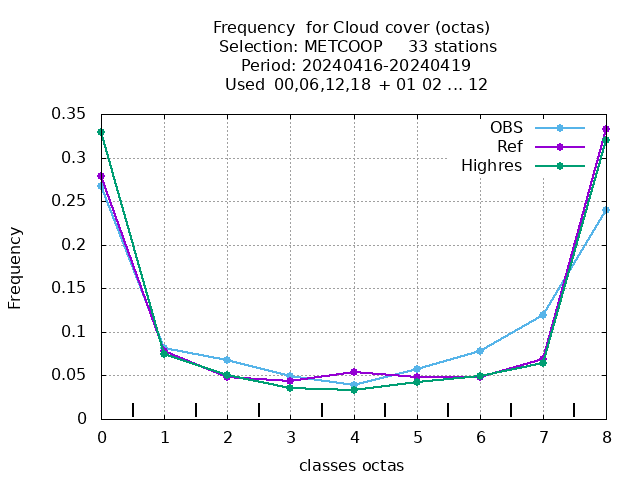 Frequency  for Cloud cover (octas)
Selection: METCOOP     33 stations
Period: 20240416-20240419
Used  00,06,12,18 + 01 02 ... 12
OBS
Ref
Highres
0.35
0.3
0.25
0.2
0.15
0.1
0.05
0
Frequency
0 1 2 3 4 5 6 7 8
classes octas